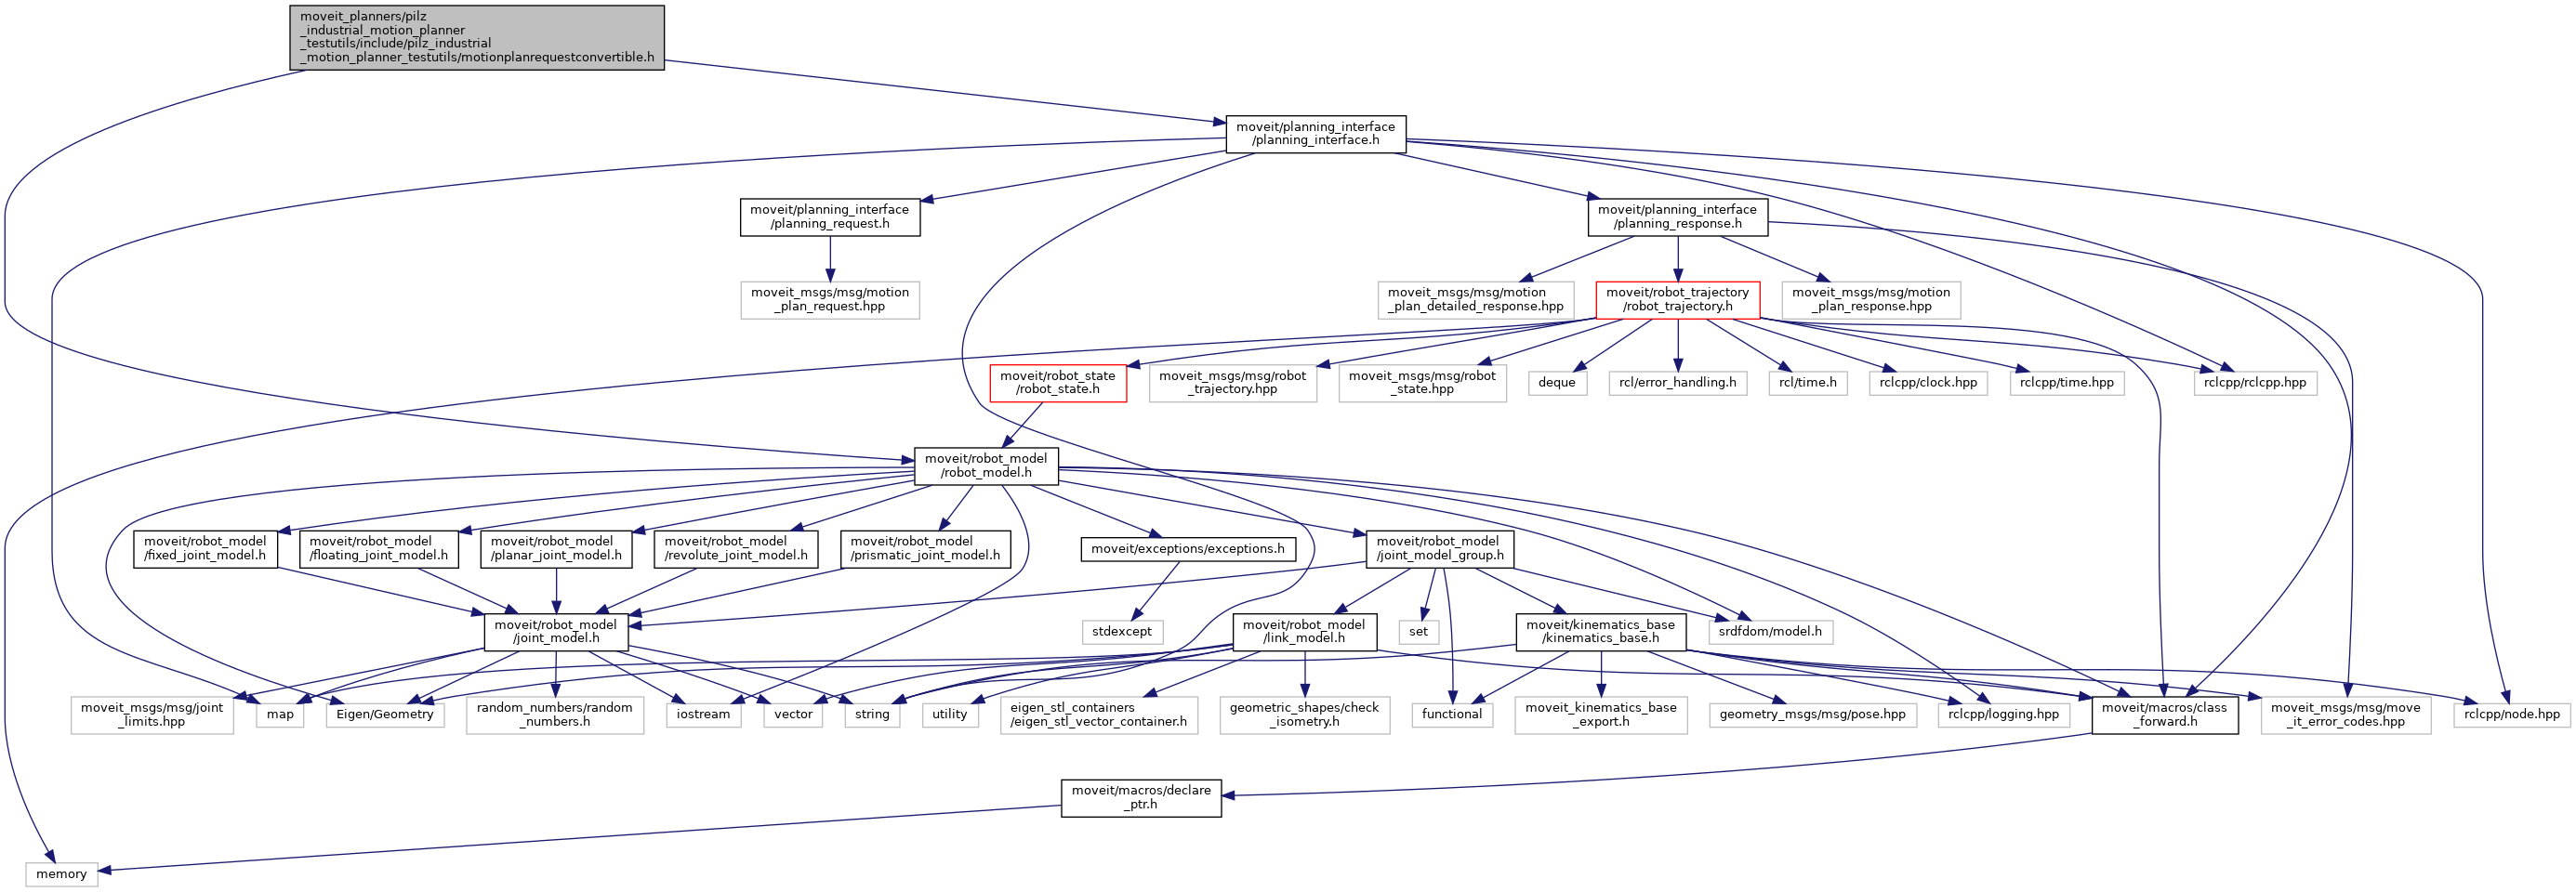 moveit_planners/pilz
_industrial_motion_planner
_testutils/include/pilz_industrial
_motion_planner_testutils/motionplanrequestconvertible.h
moveit/planning_interface
/planning_interface.h
moveit/planning_interface
/planning_request.h
moveit/planning_interface
/planning_response.h
moveit_msgs/msg/motion
_plan_request.hpp
moveit_msgs/msg/motion
_plan_detailed_response.hpp
moveit/robot_trajectory
/robot_trajectory.h
moveit_msgs/msg/motion
_plan_response.hpp
moveit/robot_state
/robot_state.h
moveit_msgs/msg/robot
_trajectory.hpp
moveit_msgs/msg/robot
_state.hpp
deque
rcl/error_handling.h
rcl/time.h
rclcpp/clock.hpp
rclcpp/time.hpp
rclcpp/rclcpp.hpp
moveit/robot_model
/robot_model.h
moveit/robot_model
/fixed_joint_model.h
moveit/robot_model
/floating_joint_model.h
moveit/robot_model
/planar_joint_model.h
moveit/robot_model
/revolute_joint_model.h
moveit/robot_model
/prismatic_joint_model.h
moveit/exceptions/exceptions.h
moveit/robot_model
/joint_model_group.h
moveit/robot_model
/joint_model.h
stdexcept
moveit/robot_model
/link_model.h
set
moveit/kinematics_base
/kinematics_base.h
srdfdom/model.h
moveit_msgs/msg/joint
_limits.hpp
map
Eigen/Geometry
random_numbers/random
_numbers.h
iostream
vector
string
utility
eigen_stl_containers
/eigen_stl_vector_container.h
geometric_shapes/check
_isometry.h
functional
moveit_kinematics_base
_export.h
geometry_msgs/msg/pose.hpp
rclcpp/logging.hpp
moveit/macros/class
_forward.h
moveit_msgs/msg/move
_it_error_codes.hpp
rclcpp/node.hpp
moveit/macros/declare
_ptr.h
memory